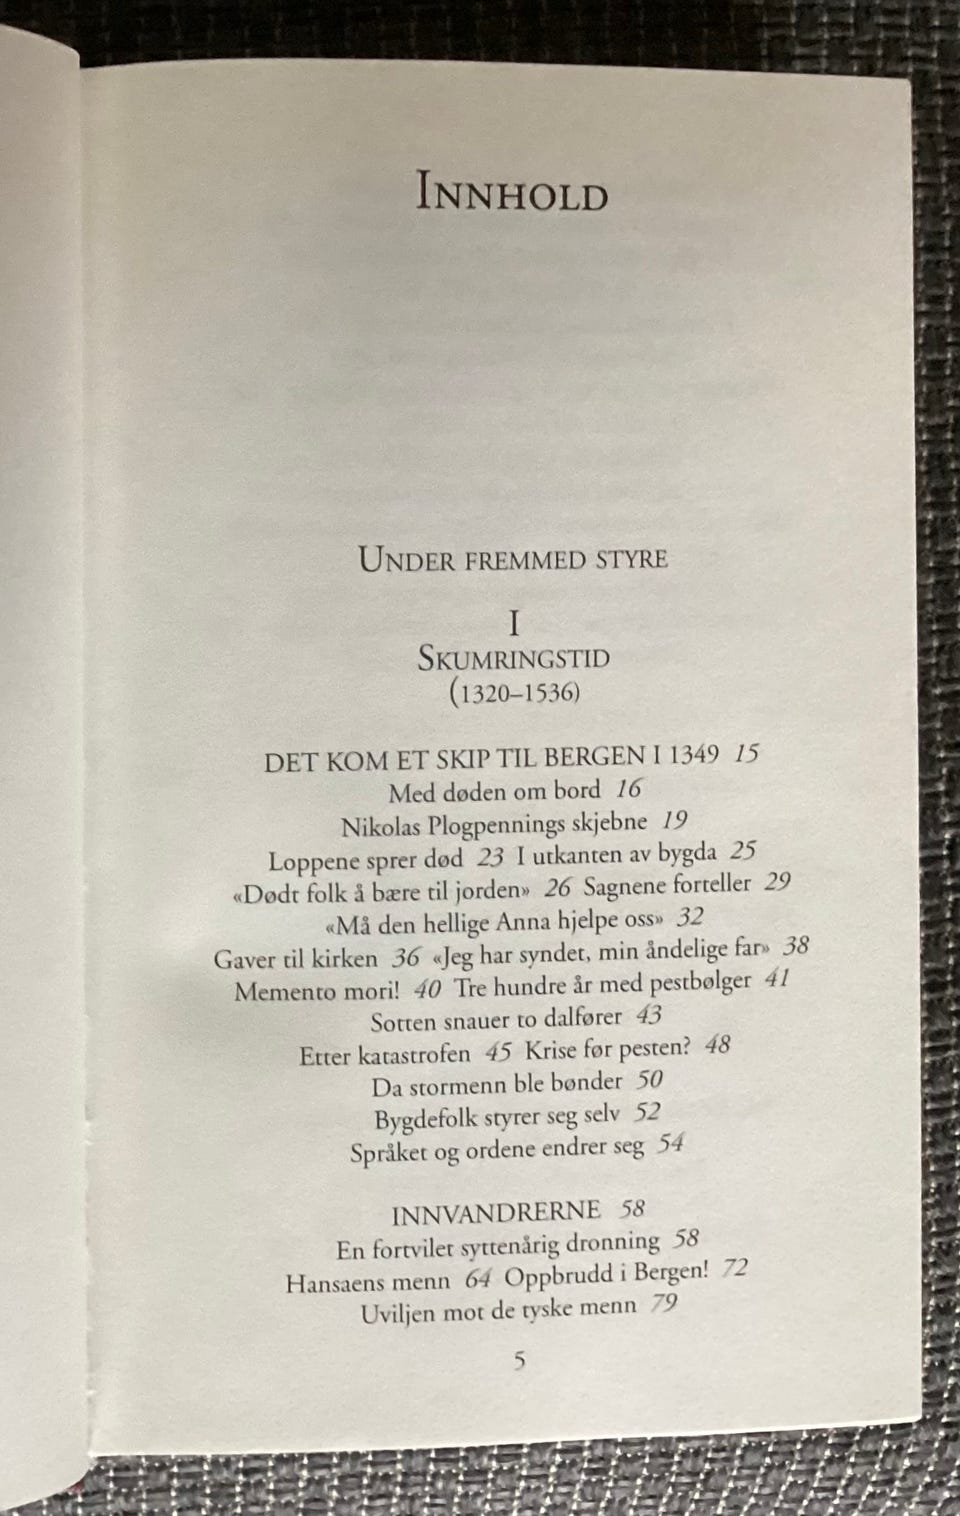 INNHOLD
UNDER FREMMED STYRE
I
SKUMRINGSTID
(1320–1536)
DET KOM ET SKIP TIL BERGEN I 1349 15
Med døden om bord 16
Nikolas Plogpennings skjebne 19
Loppene sprer død 23 I utkanten av bygda 25
«Dødt folk å bære til jorden» 26 Sagnene forteller 29
«Må den hellige Anna hjelpe oss» 32
Gaver til kirken 36 «Jeg har syndet, min åndelige far» 38
Memento mori! 40 Tre hundre år med pestbølger 41
Sotten snauer to dalfører 43
Etter katastrofen 45 Krise før pesten? 48
Da stormenn ble bønder 50
Bygdefolk styrer seg selv 52
Språket og ordene endrer seg 54
INNVANDRERNE 58
En fortvilet syttenårig dronning 58
Hansaens menn 64 Oppbrudd i Bergen! 72
Uviljen mot de tyske menn 79
5